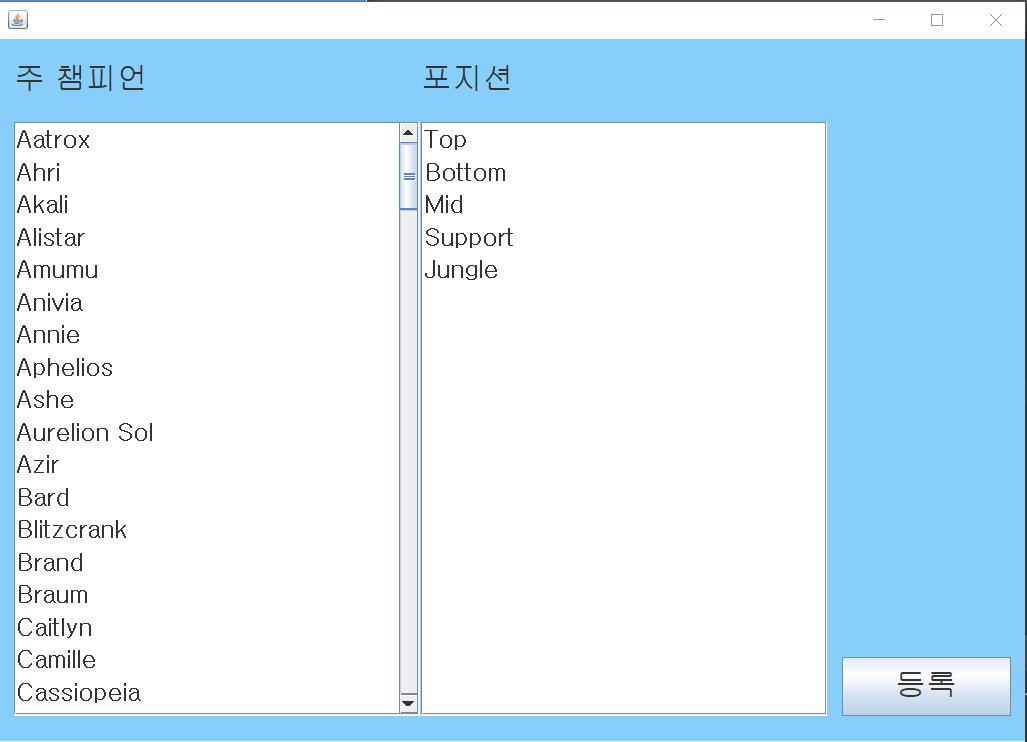 주 챔피언
포지션
Aatrox
Ahri
Akali
Alistar
Amumu
Anivia
Annie
Aphelios
Ashe
Aurelion Sol
Azir
Bard
Blitzcrank
Brand
Braum
Caitlyn
Camille
Cassiopeia
Top
Bottom
Mid
Support
Jungle
등록